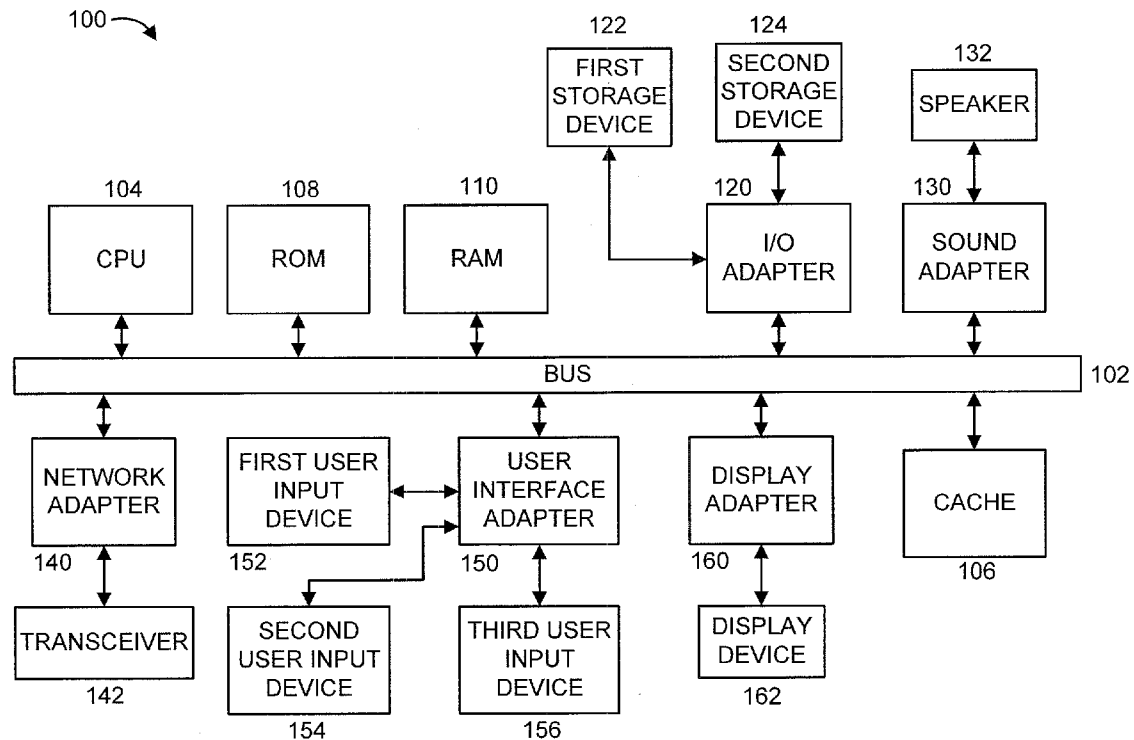 100
122
FIRST
STORAGE
DEVICE
124
SECOND
STORAGE
DEVICE
132
SPEAKER
104
CPU
108
ROM
110
RAM
120
I/O
ADAPTER
130
SOUND
ADAPTER
BUS
102
NETWORK
ADAPTER
140
FIRST USER
INPUT
DEVICE
152
USER
INTERFACE
ADAPTER
150
DISPLAY
ADAPTER
160
CACHE
106
TRANSCEIVER
142
SECOND
USER INPUT
DEVICE
154
THIRD USER
INPUT
DEVICE
156
DISPLAY
DEVICE
162